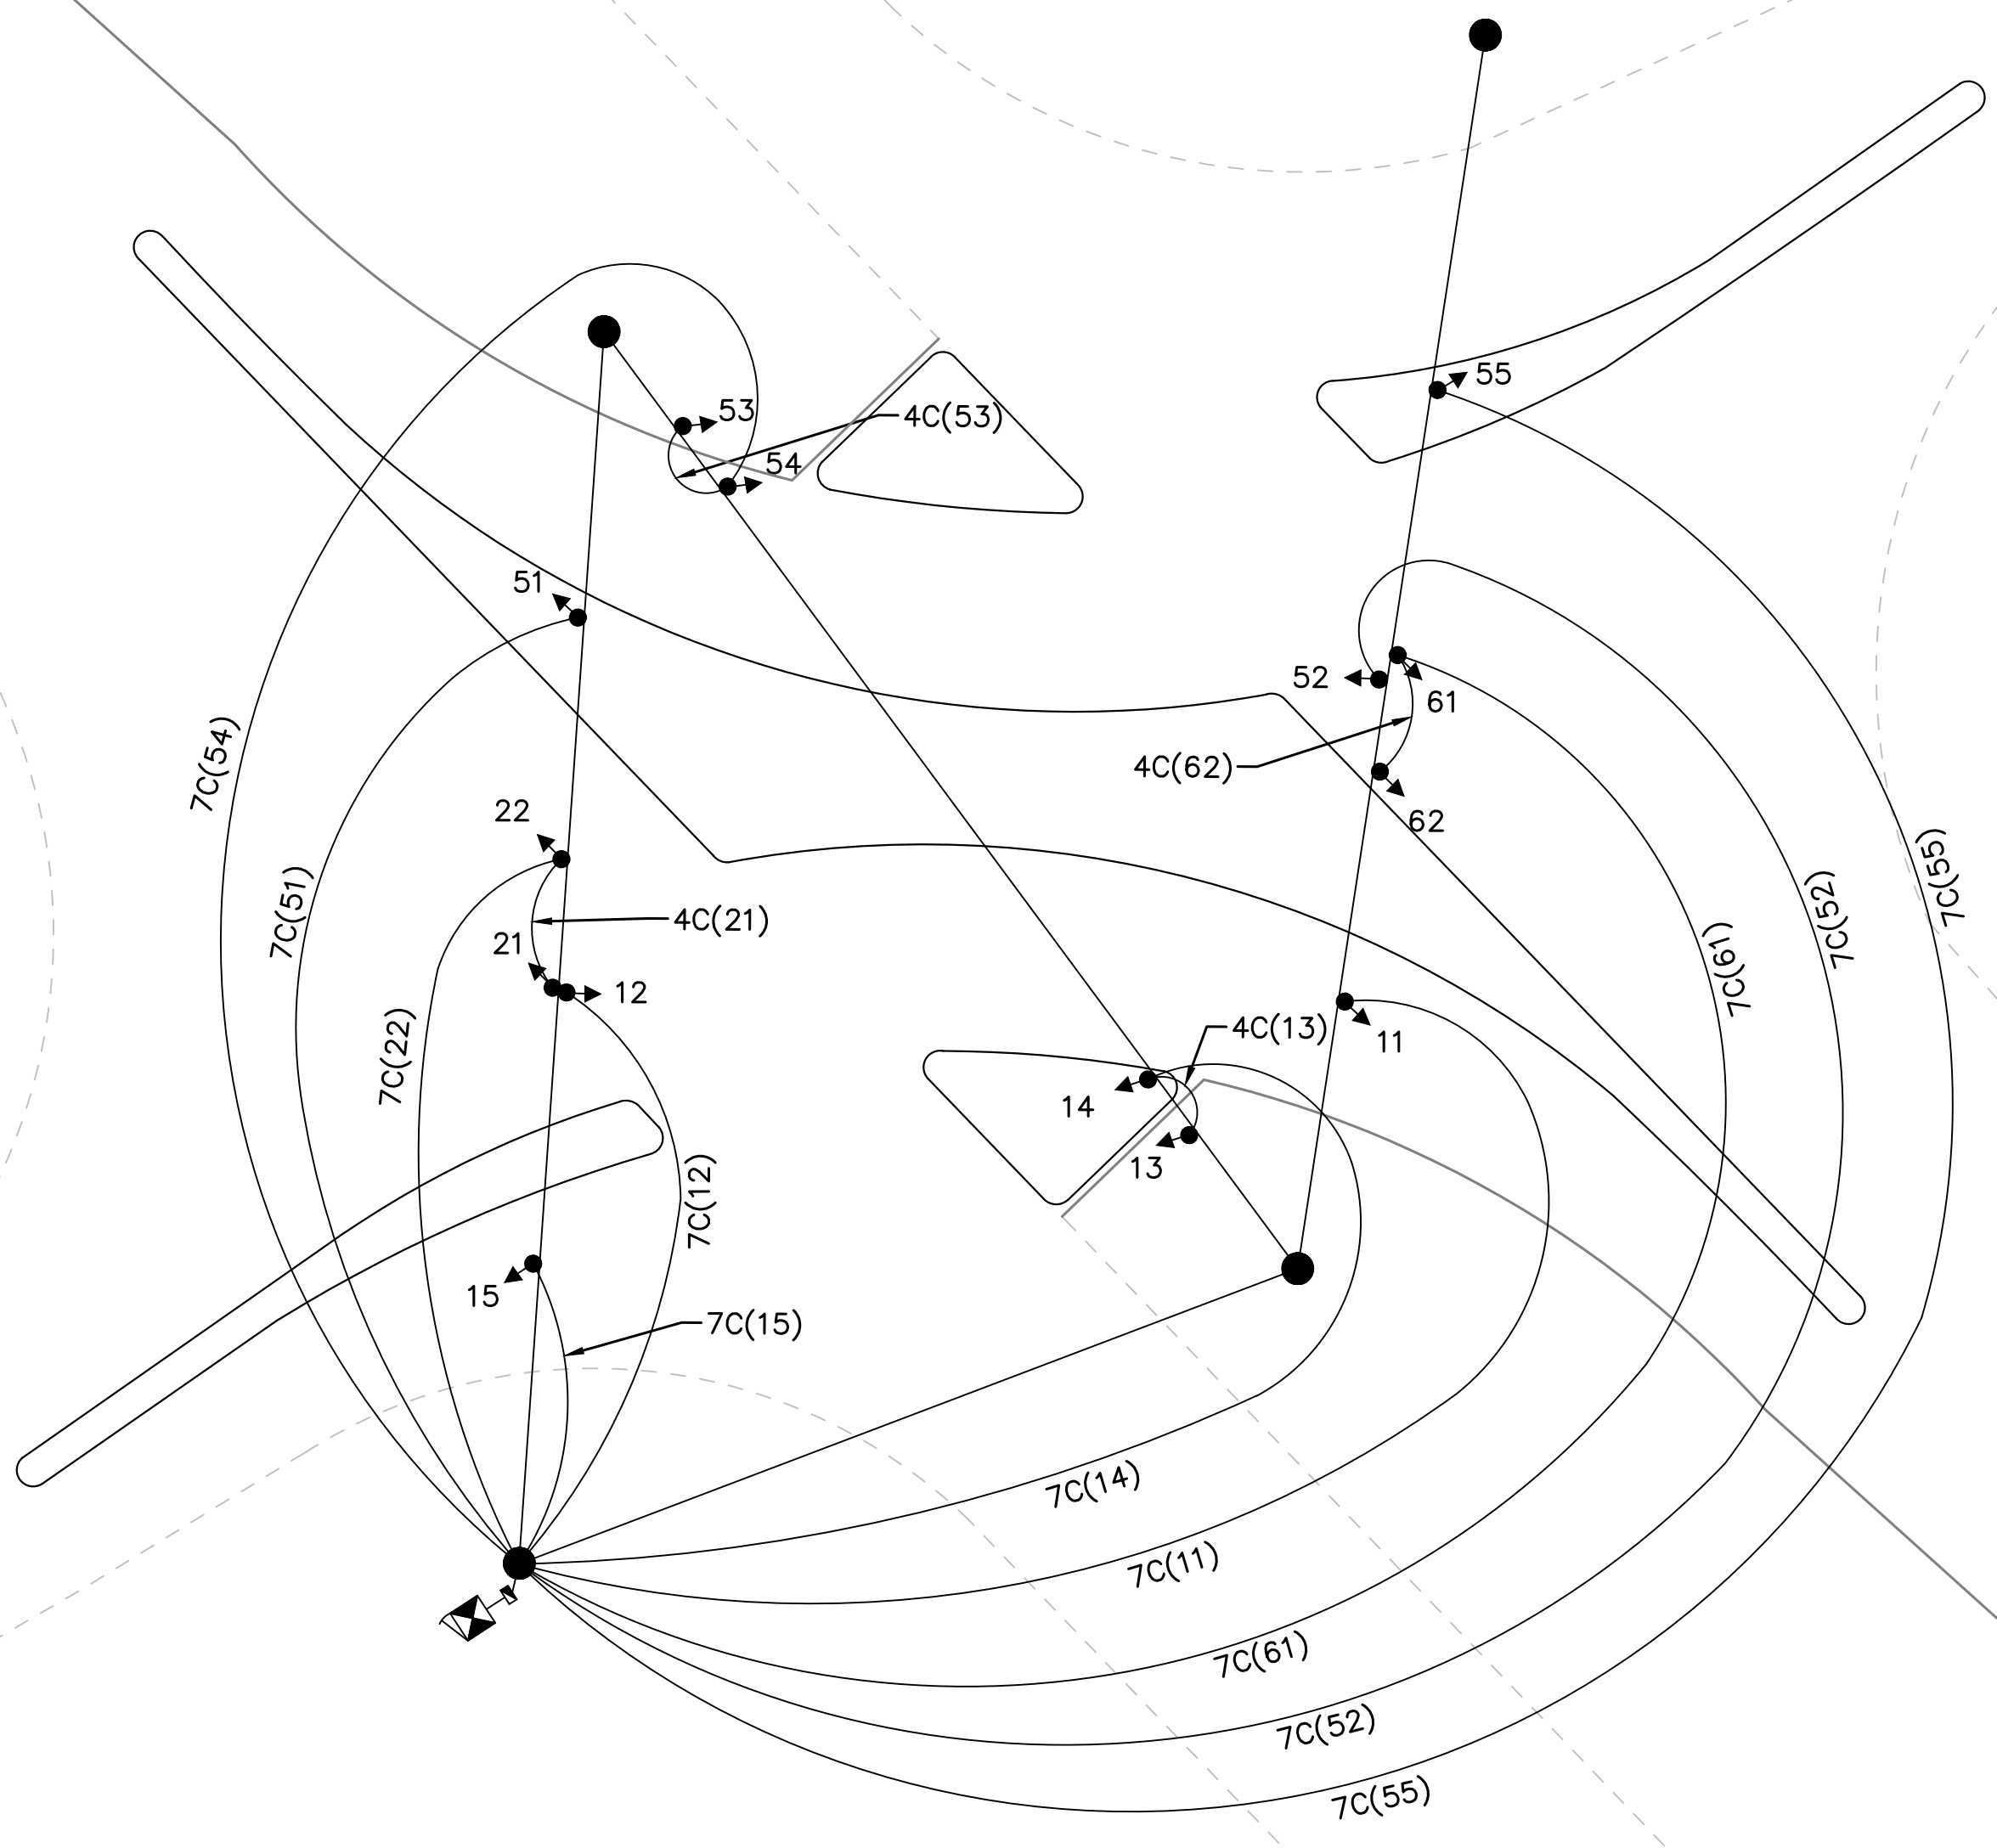 55
53
4C(53)
54
51
52
61
7C(54)
4C(62)
22
62
7C(51)
4C(21)
21
7C(55)
7C(52)
7C(61)
12
7C(22)
4C(13)
11
14
13
7C(12)
15
7C(15)
7C(14)
7C(11)
7C(61)
7C(52)
7C(55)